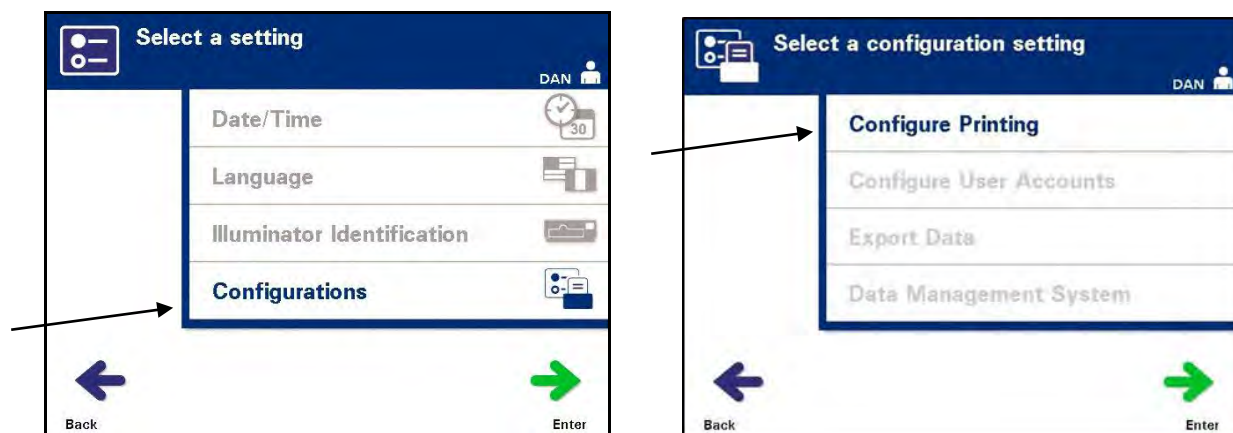 Select a setting
DAN
Date/Time
30
Language
Illuminator Identification
Configurations
Back
Enter
Select a configuration setting
DAN
Configure Printing
Configure User Accounts
Export Data
Data Management System
Back
Enter